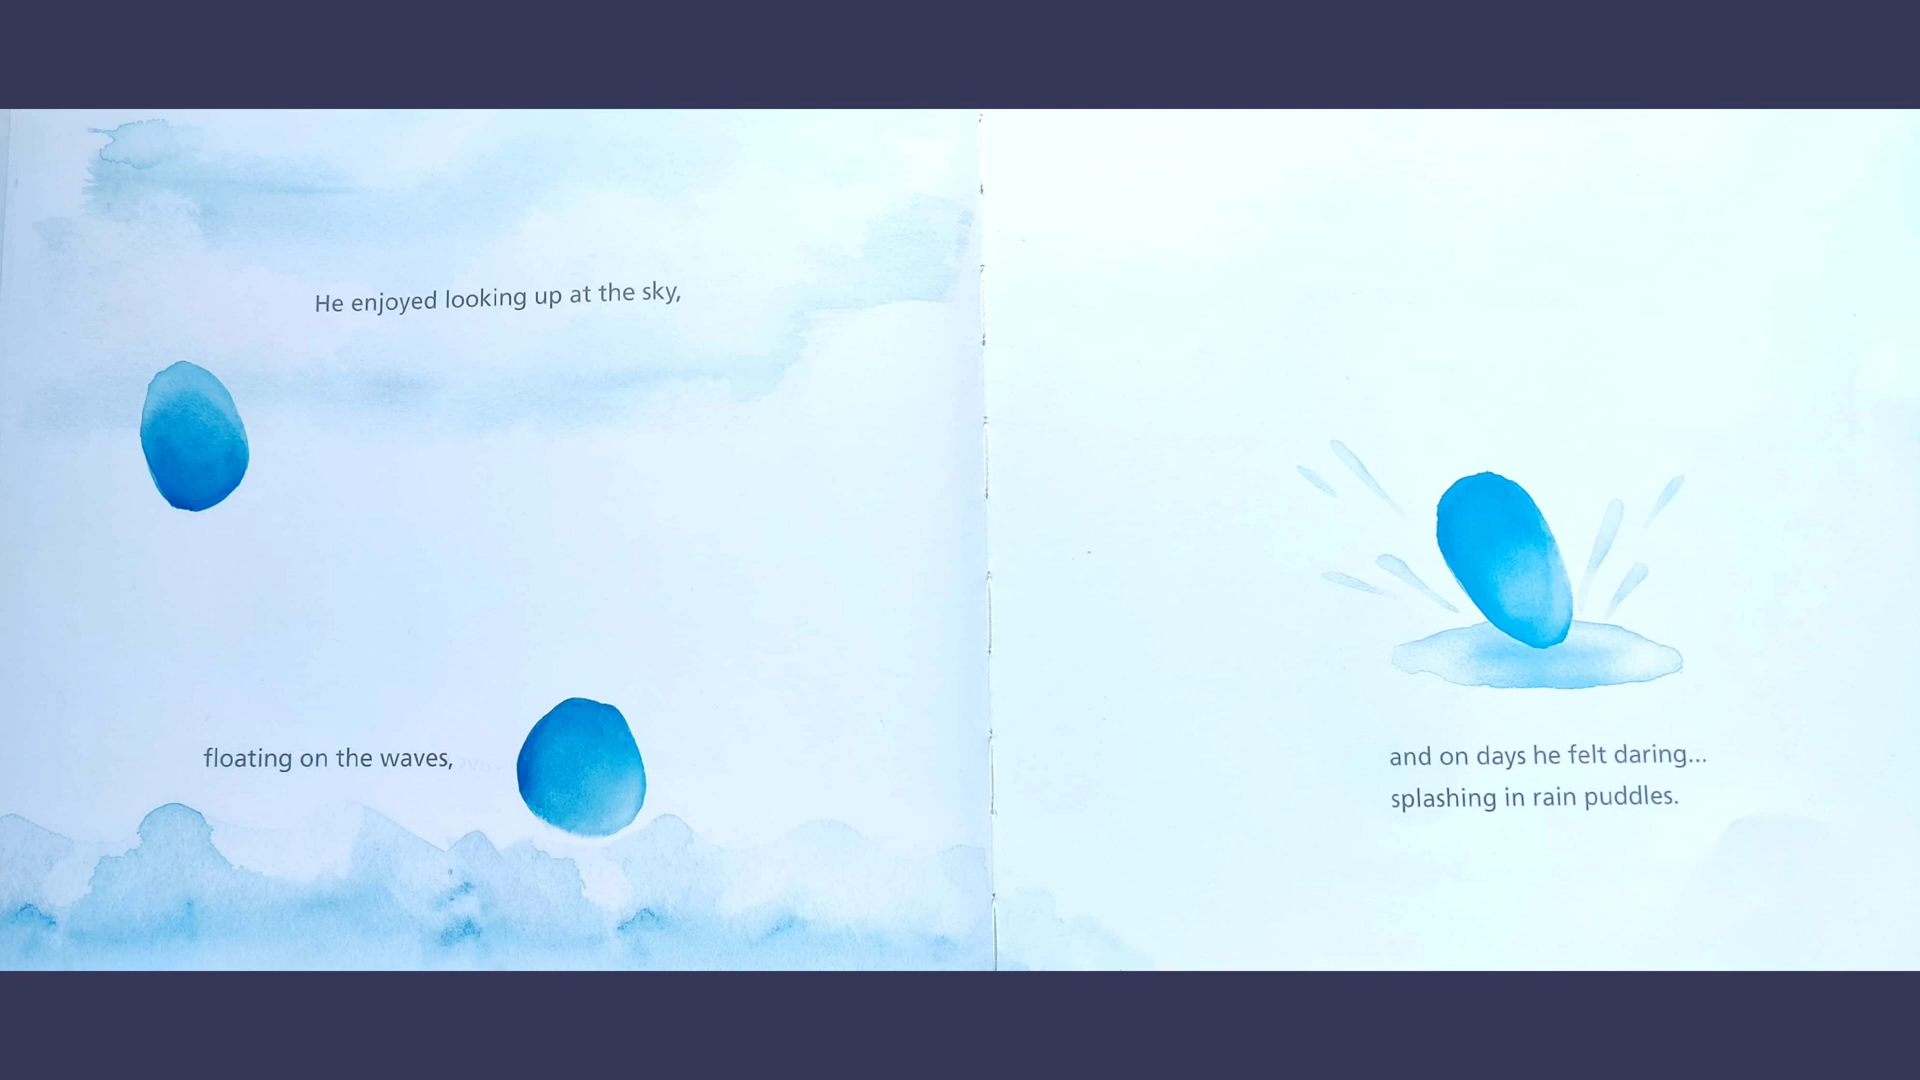 He enjoyed looking up at the sky,
floating on the waves,
and on days he felt daring...
splashing in rain puddles.